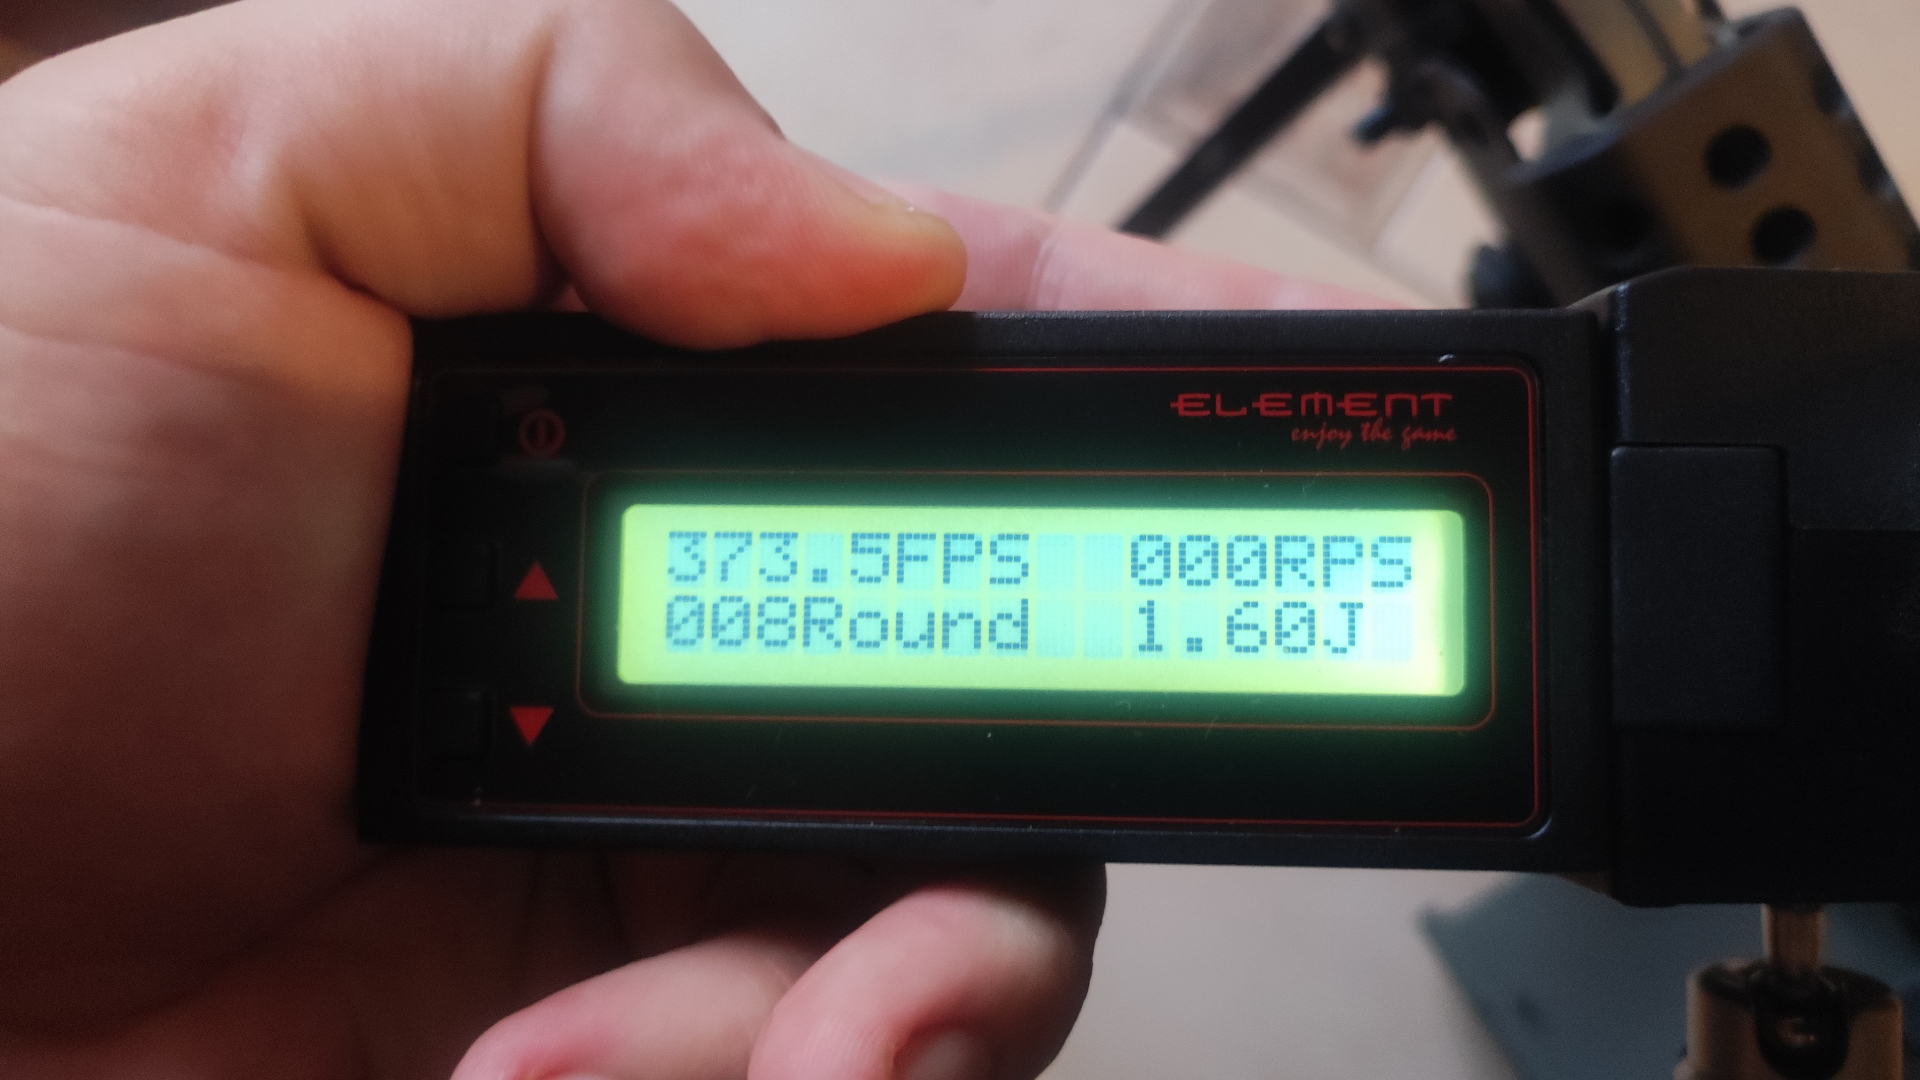 ELEMENT
enjoy the game
373.5FPS 000RPS
008Round 1.60J